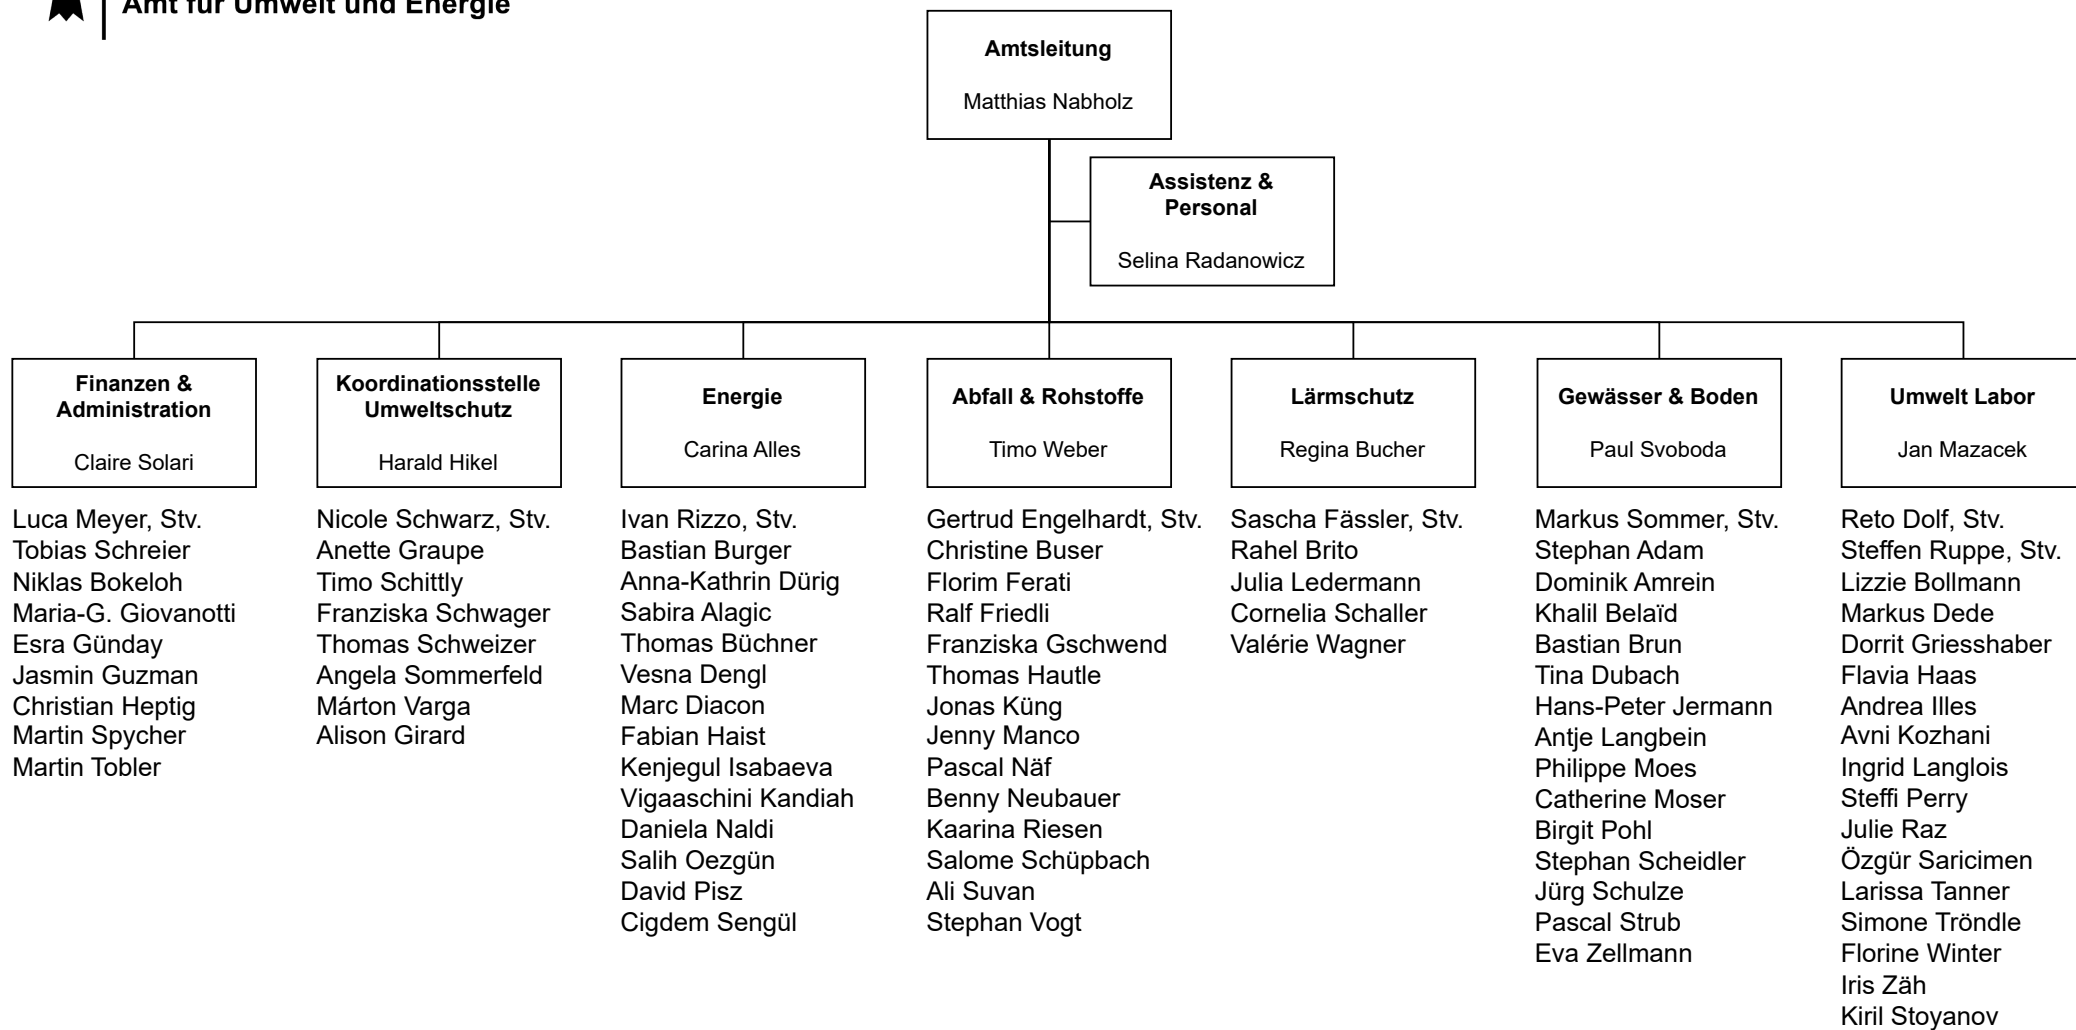 Amt für Umwelt und Energie
Amtsleitung
Matthias Nabholz
Assistenz &
Personal
Selina Radanowicz
Finanzen &
Administration
Claire Solari
Luca Meyer, Stv.
Tobias Schreier
Niklas Bokeloh
Maria-G. Giovanotti
Esra Günday
Jasmin Guzman
Christian Heptig
Martin Spycher
Martin Tobler
Koordinationsstelle
Umweltschutz
Harald Hikel
Nicole Schwarz, Stv.
Anette Graupe
Timo Schittly
Franziska Schwager
Thomas Schweizer
Angela Sommerfeld
Márton Varga
Alison Girard
Energie
Carina Alles
Ivan Rizzo, Stv.
Bastian Burger
Anna-Kathrin Dürig
Sabira Alagic
Thomas Büchner
Vesna Dengl
Marc Diacon
Fabian Haist
Kenjegul Isabaeva
Vigaaschini Kandiah
Daniela Naldi
Salih Oezgün
David Pisz
Cigdem Sengül
Abfall & Rohstoffe
Timo Weber
Gertrud Engelhardt, Stv.
Christine Buser
Florim Ferati
Ralf Friedli
Franziska Gschwend
Thomas Hautle
Jonas Küng
Jenny Manco
Pascal Näf
Benny Neubauer
Kaarina Riesen
Salome Schüpbach
Ali Suvan
Stephan Vogt
Lärmschutz
Regina Bucher
Sascha Fässler, Stv.
Rahel Brito
Julia Ledermann
Cornelia Schaller
Valérie Wagner
Gewässer & Boden
Paul Svoboda
Markus Sommer, Stv.
Stephan Adam
Dominik Amrein
Khalil Belaïd
Bastian Brun
Tina Dubach
Hans-Peter Jermann
Antje Langbein
Philippe Moes
Catherine Moser
Birgit Pohl
Stephan Scheidler
Jürg Schulze
Pascal Strub
Eva Zellmann
Umwelt Labor
Jan Mazacek
Reto Dolf, Stv.
Steffen Ruppe, Stv.
Lizzie Bollmann
Markus Dede
Dorrit Griesshaber
Flavia Haas
Andrea Illes
Avni Kozhani
Ingrid Langlois
Steffi Perry
Julie Raz
Özgür Saricimen
Larissa Tanner
Simone Tröndle
Florine Winter
Iris Zäh
Kiril Stoyanov